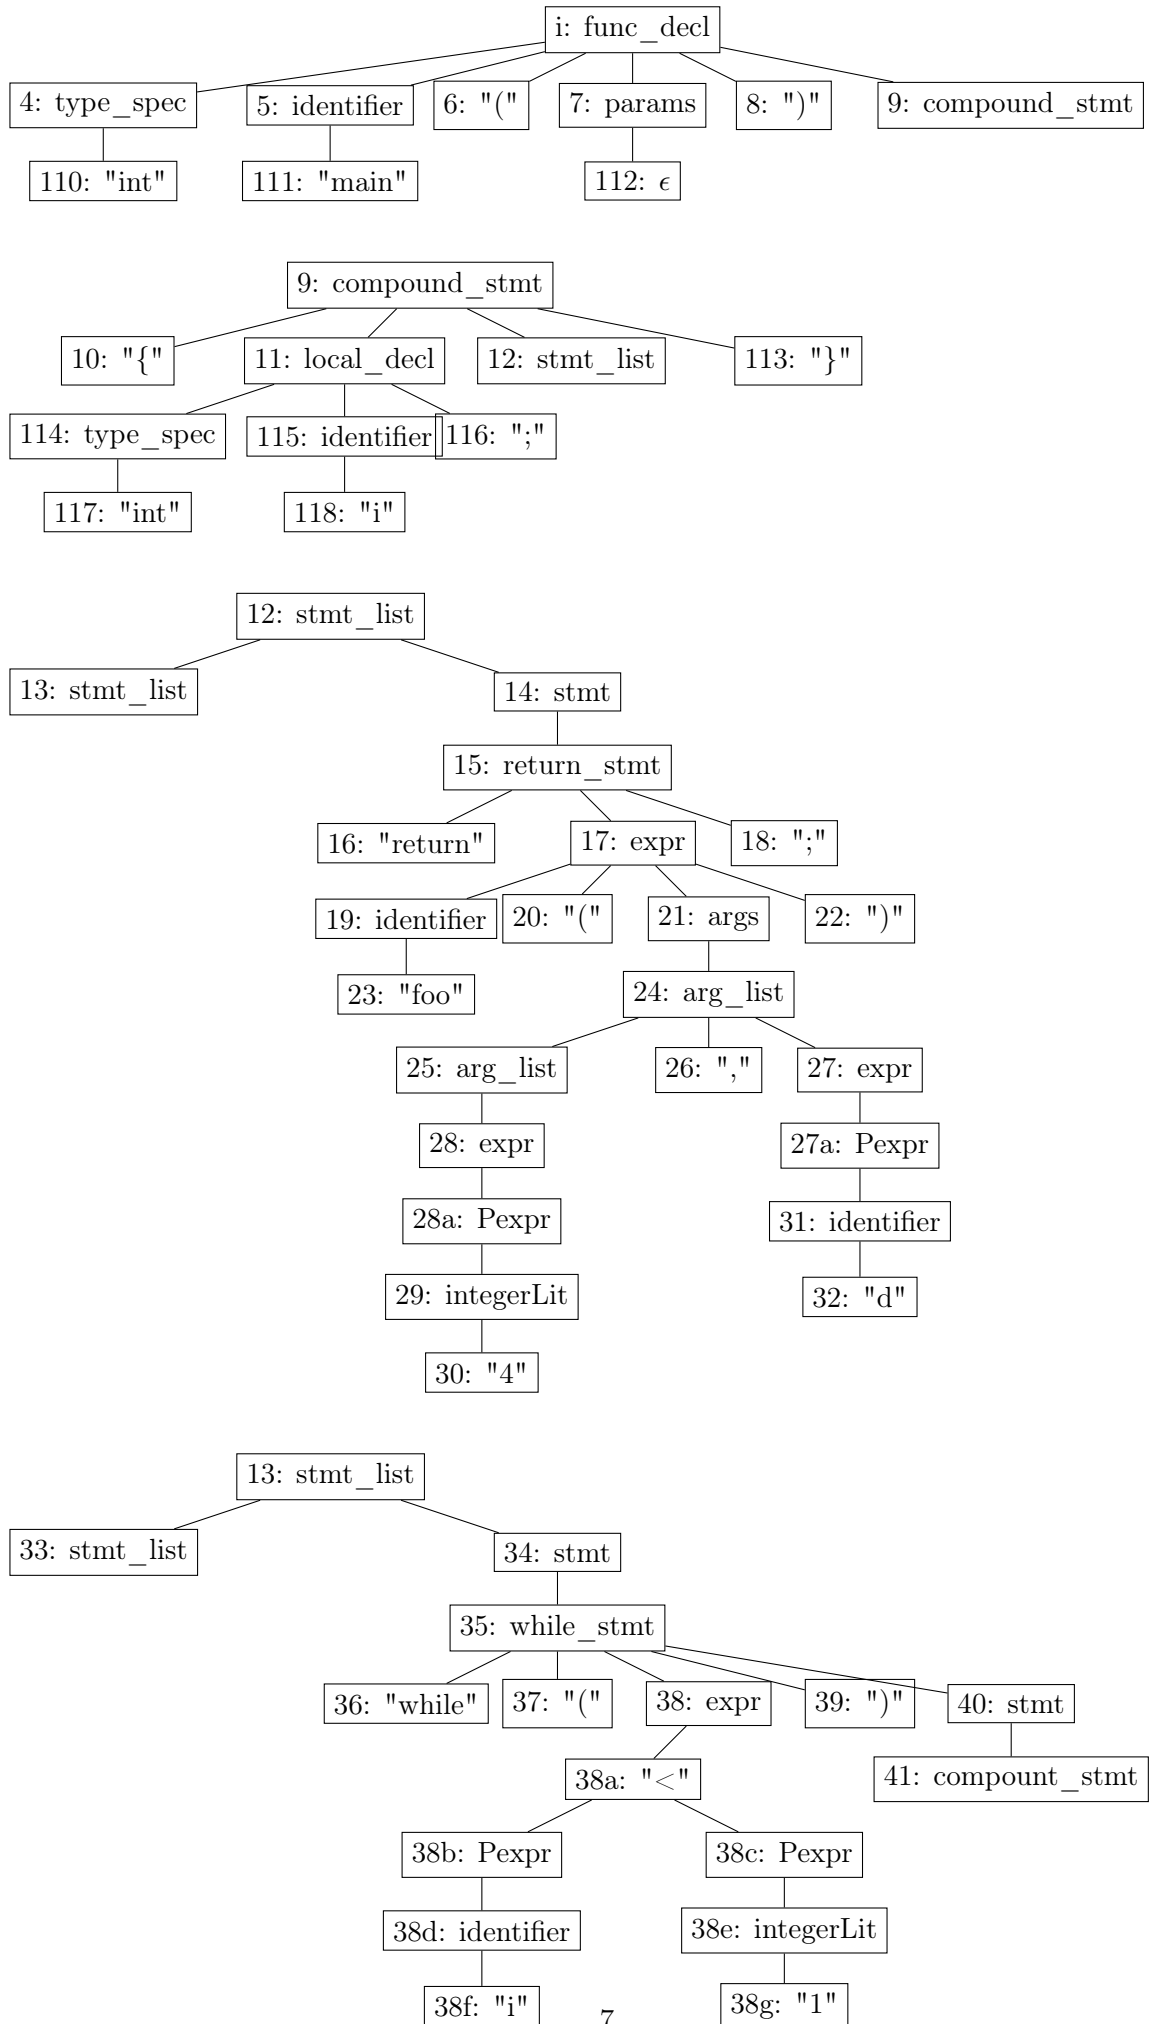 i: func_decl
4: type_spec 5: identifier 6: "(" 7: params 8: ")" 9: compound_stmt
110: "int" 111: "main" 112: ϵ
9: compound_stmt
10: "{" 11: local_decl 12: stmt_list 113: "}"
114: type_spec 115: identifier 116: ";"
117: "int" 118: "i"
12: stmt_list
13: stmt_list 14: stmt
15: return_stmt
16: "return" 17: expr 18: ";"
19: identifier 20: "(" 21: args 22: ")"
23: "foo" 24: arg_list
25: arg_list 26: "," 27: expr
28: expr 27a: Pexpr
28a: Pexpr 31: identifier
29: integerLit 32: "d"
30: "4"
13: stmt_list
33: stmt_list 34: stmt
35: while_stmt
36: "while" 37: "(" 38: expr 39: ")" 40: stmt
38a: "<" 41: compount_stmt
38b: Pexpr 38c: Pexpr
38d: identifier 38e: integerLit
38f: "i" 38g: "1"
7